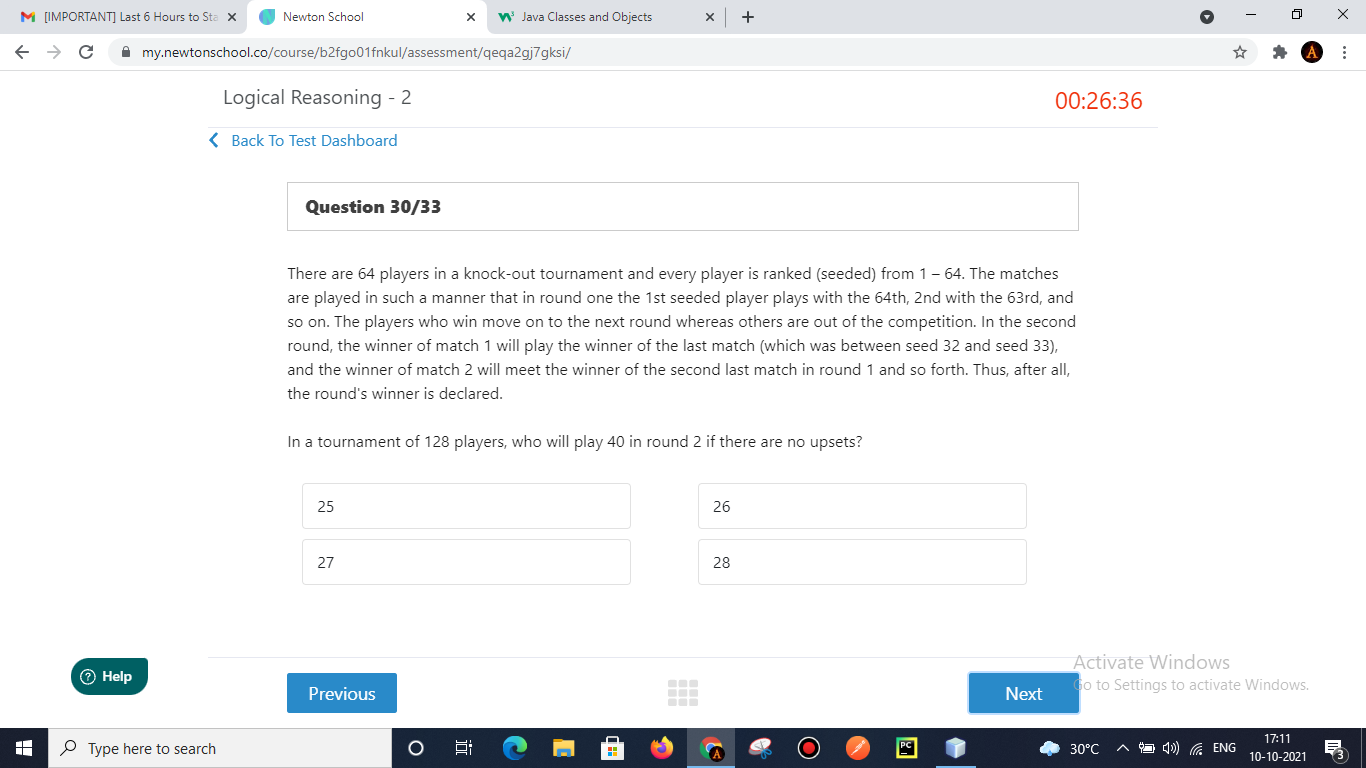 [IMPORTANT] Last 6 Hours to Sta
Newton School
Java Classes and Objects
my.newtonschool.co/course/b2fgo01fnkul/assessment/qeqa2gj7gksi/
A
Logical Reasoning - 2
00:26:36
Back To Test Dashboard
Question 30/33
There are 64 players in a knock-out tournament and every player is ranked (seeded) from 1 – 64. The matches
are played in such a manner that in round one the 1st seeded player plays with the 64th, 2nd with the 63rd, and
so on. The players who win move on to the next round whereas others are out of the competition. In the second
round, the winner of match 1 will play the winner of the last match (which was between seed 32 and seed 33),
and the winner of match 2 will meet the winner of the second last match in round 1 and so forth. Thus, after all,
the round's winner is declared.
In a tournament of 128 players, who will play 40 in round 2 if there are no upsets?
25
26
27
28
Activate Windows
Go to Settings to activate Windows.
Help
Previous
Next
Type here to search
A
PC
30°C
ENG
17:11
10-10-2021
3